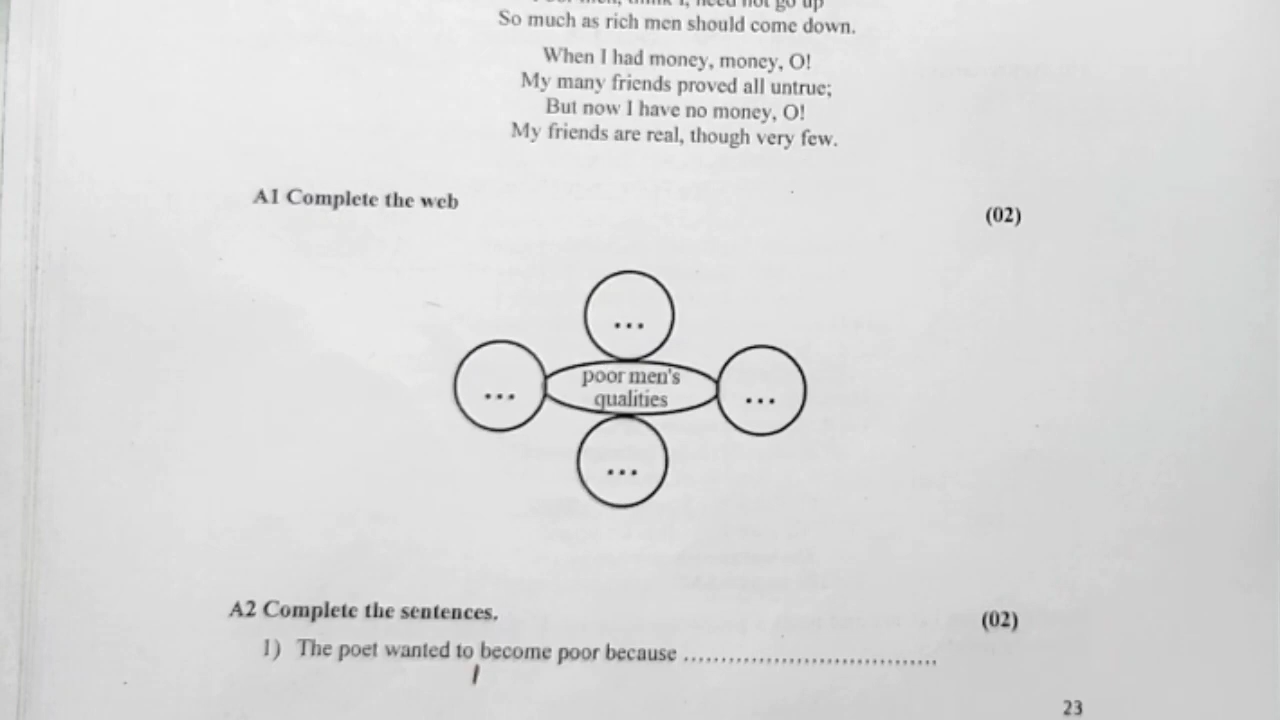 So much as rich men should come down.
When I had money, money, O!
My many friends proved all untrue;
But now I have no money, O!
My friends are real, though very few.
A1 Complete the web
(02)
...
... poor men's ...
qualities
...
A2 Complete the sentences.
(02)
1) The poet wanted to become poor because ..................................
23